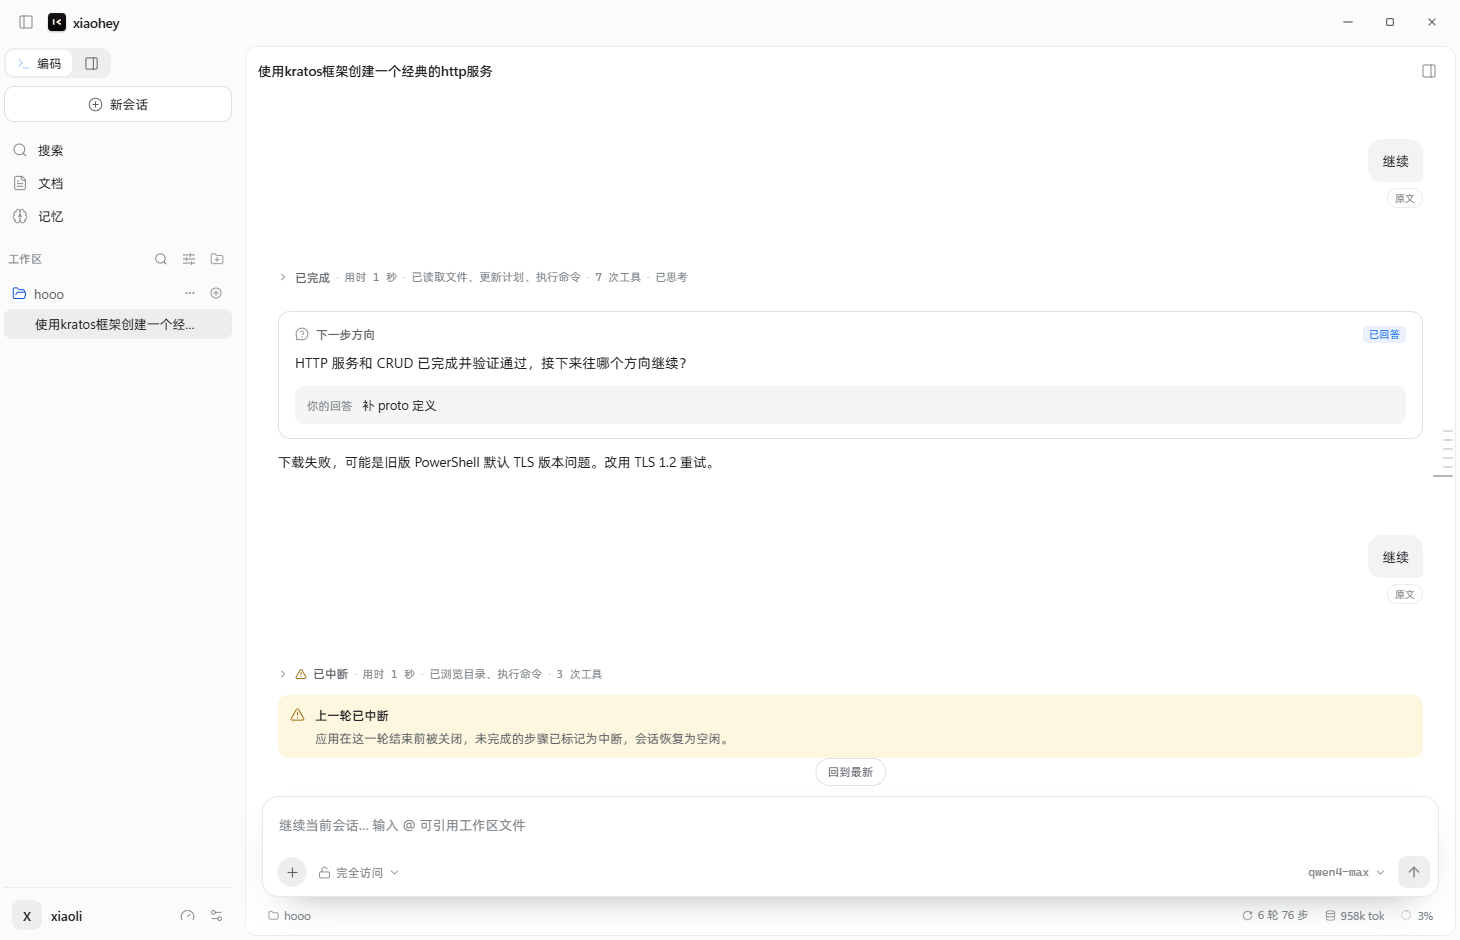 xiaohey
编码
新会话
搜索
文档
记忆
工作区
hooo
使用kratos框架创建一个经...
xiaoli
使用kratos框架创建一个经典的http服务
继续
原文
已完成 · 用时 1 秒 · 已读取文件、更新计划、执行命令 · 7 次工具 · 已思考
下一步方向
已回答
HTTP 服务和 CRUD 已完成并验证通过，接下来往哪个方向继续？
你的回答 补 proto 定义
下载失败，可能是旧版 PowerShell 默认 TLS 版本问题。改用 TLS 1.2 重试。
继续
原文
已中断 · 用时 1 秒 · 已浏览目录、执行命令 · 3 次工具
上一轮已中断
应用在这一轮结束前被关闭，未完成的步骤已标记为中断，会话恢复为空闲。
回到最新
继续当前会话... 输入 @ 可引用工作区文件
完全访问
qwen4-max
hooo
6 轮 76 步
958k tok
3%
X